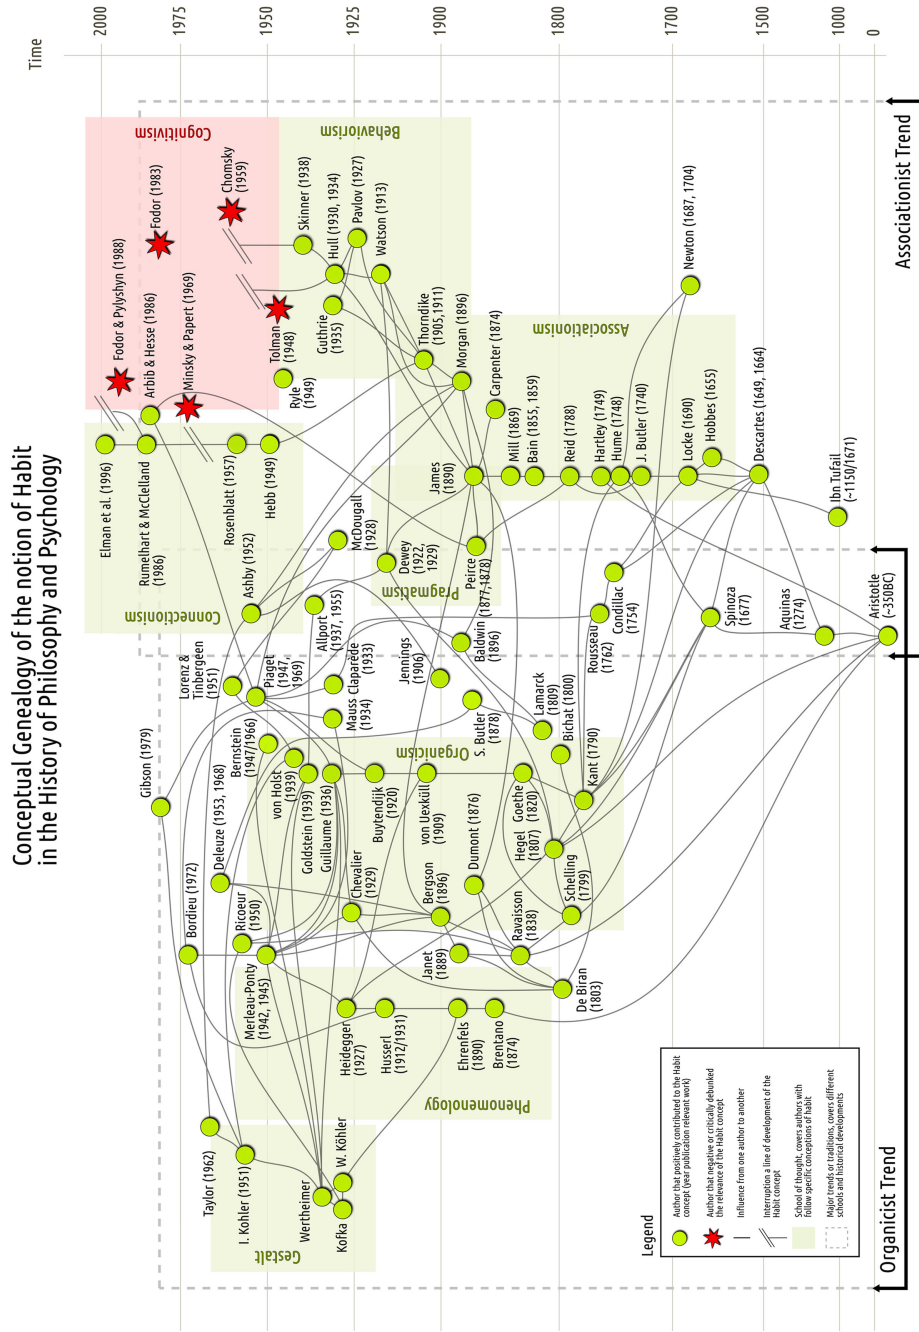 Conceptual Genealogy of the notion of Habit
in the History of Philosophy and Psychology
Time
2000
1975
1950
1925
1900
1800
1700
1500
0
Cognitivism
Behaviorism
Associationism
Connectionism
Pragmatism
Organicism
Phenomenology
Gestalt
Associationist Trend
Organicist Trend
Fodor & Pylyshyn (1988)
Fodor (1983)
Chomsky
(1959)
Arbib & Hesse (1986)
Minsky & Papert (1969)
Tolman
(1948)
Ryle
(1949)
Skinner (1938)
Hull (1930, 1934)
Pavlov (1927)
Watson (1913)
Guthrie
(1935)
Thorndike
(1905,1911)
Morgan (1896)
Carpenter (1874)
James
(1890)
Mill (1869)
Bain (1855, 1859)
Reid (1788)
Hartley (1749)
Hume (1748)
J. Butler (1740)
Locke (1690)
Hobbes (1655)
Newton (1687, 1704)
Descartes (1649, 1664)
Ibn Tufail
(~1150/1671)
Elman et al. (1996)
Rumelhart & McClelland
(1986)
Rosenblatt (1957)
Hebb (1949)
Ashby (1952)
McDougall
(1928)
Dewey
(1922,
1929)
Peirce
(1877,1878)
Allport
(1937, 1955)
Baldwin
(1896)
Condillac
(1754)
Rousseau
(1762)
Spinoza
(1677)
Aquinas
(1274)
Aristotle
(~350BC)
Lorenz &
Tinbergeen
(1951)
Piaget
(1947,
1969)
Claparède
(1933)
Mauss
(1934)
Jennings
(1906)
S. Butler
(1878)
Lamarck
(1809)
Bichat (1800)
Kant (1790)
Gibson (1979)
Bernstein
(1947/1966)
von Holst
(1939)
Goldstein (1939)
Guillaume (1936)
Buytendijk
(1920)
von Uexkull
(1909)
Goethe
(1820)
Hegel
(1807)
Schelling
(1799)
Deleuze (1953, 1968)
Bordieu (1972)
Ricoeur
(1950)
Merleau-Ponty
(1942, 1945)
Chevalier
(1929)
Bergson
(1896)
Dumont (1876)
Janet
(1889)
Ravaisson
(1838)
De Biran
(1803)
Heidegger
(1927)
Husserl
(1912/1931)
Ehrenfels
(1890)
Brentano
(1874)
Taylor (1962)
I. Kohler (1951)
Wertheimer
W. Köhler
Kofka
Legend
Author that positively contributed to the Habit
concept (year publication relevant work)
Author that negative or critically debunked
the relevance of the Habit concept
Influence from one author to another
Interruption a line of development of the
Habit concept
School of thought, covers authors with
follow specific conceptions of habit
Major trends or traditions, covers different
schools and historical developments